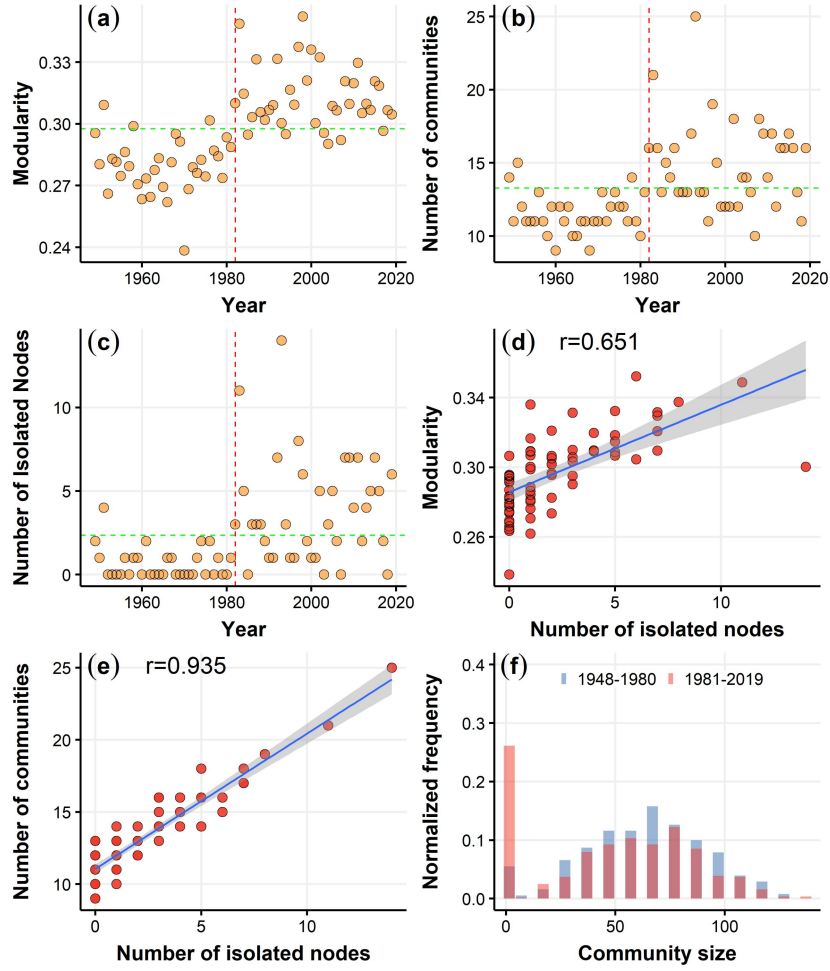 (a)
Modularity
0.33
0.30
0.27
0.24
1960
1980
2000
2020
Year
(b)
Number of communities
25
20
15
10
1960
1980
2000
2020
Year
(c)
Number of Isolated Nodes
10
5
0
1960
1980
2000
2020
Year
(d)
r=0.651
Modularity
0.34
0.30
0.26
0
5
10
Number of isolated nodes
(e)
r=0.935
Number of communities
25
20
15
10
0
5
10
Number of isolated nodes
(f)
1948-1980
1981-2019
Normalized frequency
0.4
0.3
0.2
0.1
0.0
0
50
100
Community size